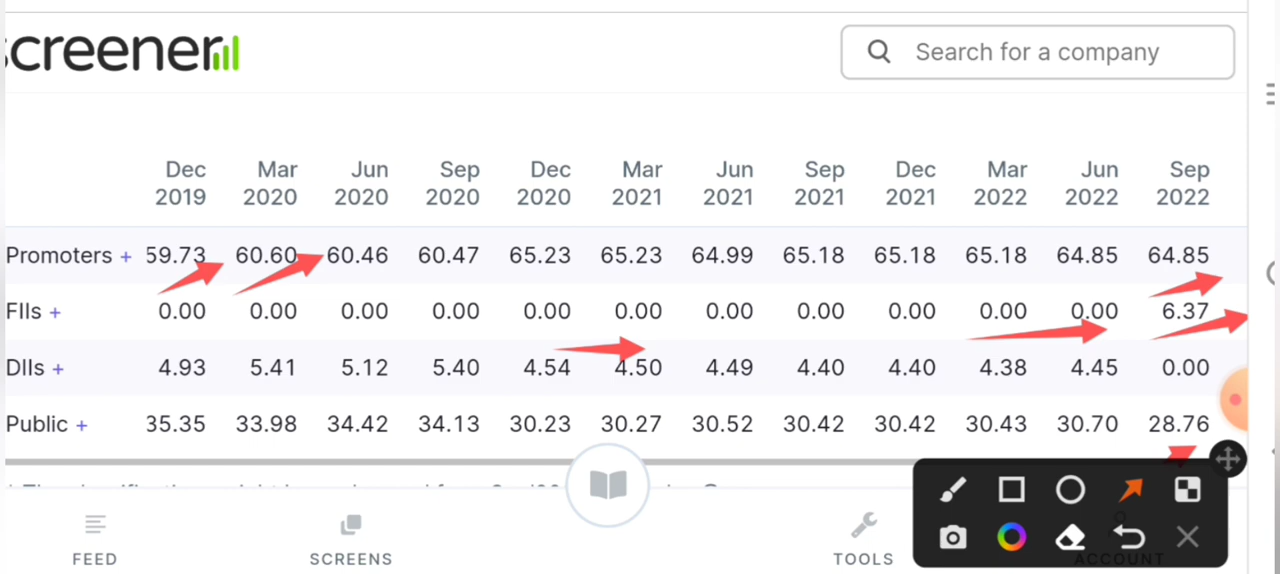 screener
Search for a company
Dec Mar Jun Sep Dec Mar Jun Sep Dec Mar Jun Sep
2019 2020 2020 2020 2020 2021 2021 2021 2021 2022 2022 2022
Promoters + 59.73 60.60 60.46 60.47 65.23 65.23 64.99 65.18 65.18 65.18 64.85 64.85
FIIs + 0.00 0.00 0.00 0.00 0.00 0.00 0.00 0.00 0.00 0.00 0.00 6.37
DIIs + 4.93 5.41 5.12 5.40 4.54 4.50 4.49 4.40 4.40 4.38 4.45 0.00
Public + 35.35 33.98 34.42 34.13 30.23 30.27 30.52 30.42 30.42 30.43 30.70 28.76
FEED SCREENS TOOLS ACCOUNT